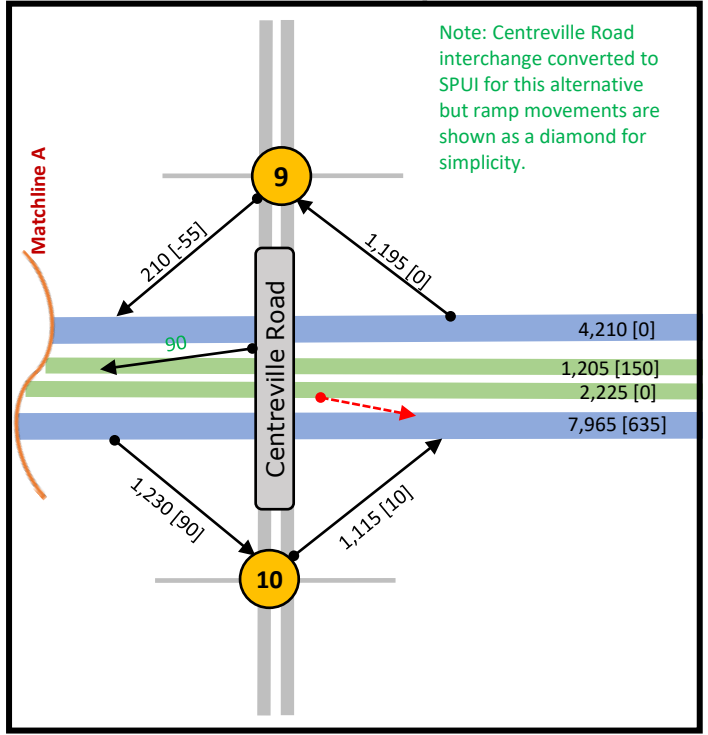 Note: Centreville Road
interchange converted to
SPUI for this alternative
but ramp movements are
shown as a diamond for
simplicity.
Matchline A
9
210 [-55]
1,195 [0]
Centreville Road
4,210 [0]
90
1,205 [150]
2,225 [0]
7,965 [635]
1,230 [90]
1,115 [10]
10